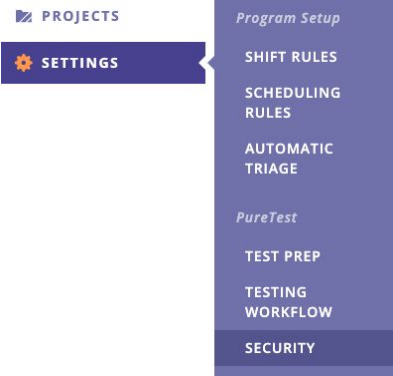 PROJECTS
SETTINGS
Program Setup
SHIFT RULES
SCHEDULING
RULES
AUTOMATIC
TRIAGE
PureTest
TEST PREP
TESTING
WORKFLOW
SECURITY